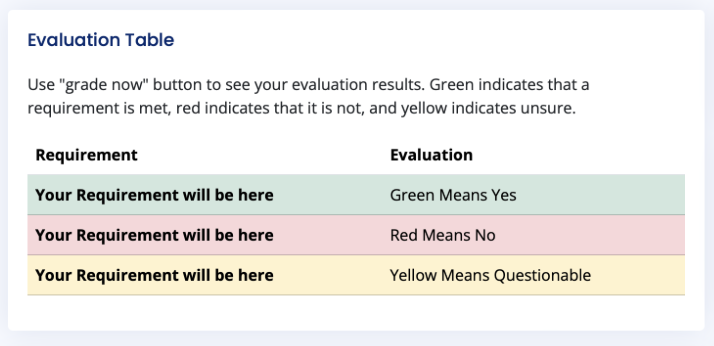 Evaluation Table
Use "grade now" button to see your evaluation results. Green indicates that a
requirement is met, red indicates that it is not, and yellow indicates unsure.
Requirement Evaluation
Your Requirement will be here Green Means Yes
Your Requirement will be here Red Means No
Your Requirement will be here Yellow Means Questionable